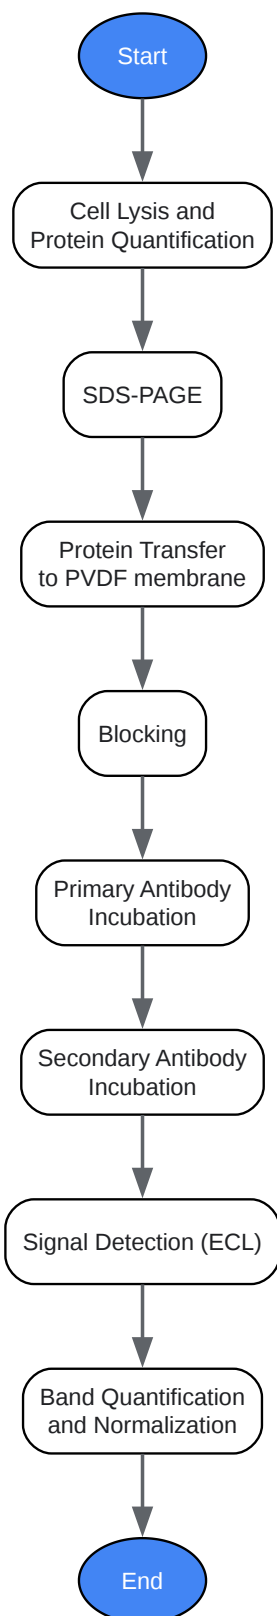 Start
Cell Lysis and
Protein Quantification
SDS-PAGE
Protein Transfer
to PVDF membrane
Blocking
Primary Antibody
Incubation
Secondary Antibody
Incubation
Signal Detection (ECL)
Band Quantification
and Normalization
End